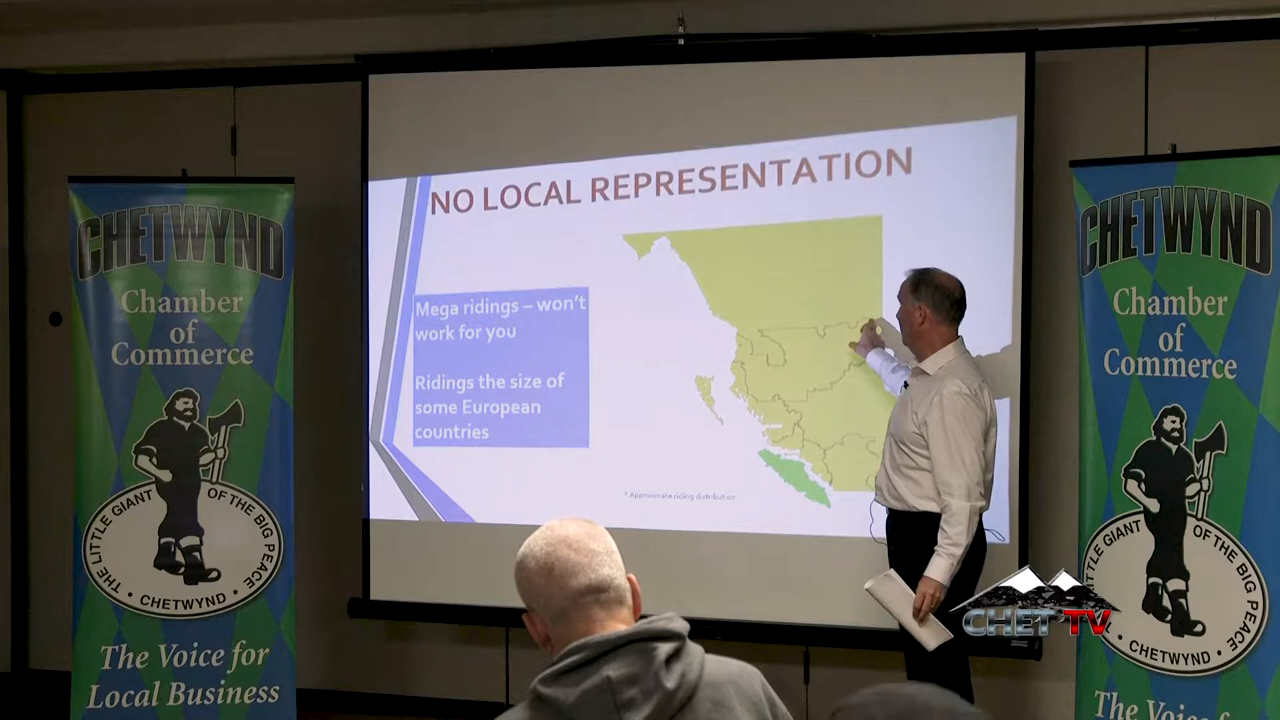 NO LOCAL REPRESENTATION
Mega ridings – won't
work for you
Ridings the size of
some European
countries
* Approximate riding distribution
CHETWYND
Chamber
of
Commerce
THE LITTLE GIANT OF THE BIG PEACE
• CHETWYND •
The Voice for
Local Business
CHETWYND
Chamber
of
Commerce
THE LITTLE GIANT OF THE BIG PEACE
• CHETWYND •
The Voice f
CHET TV